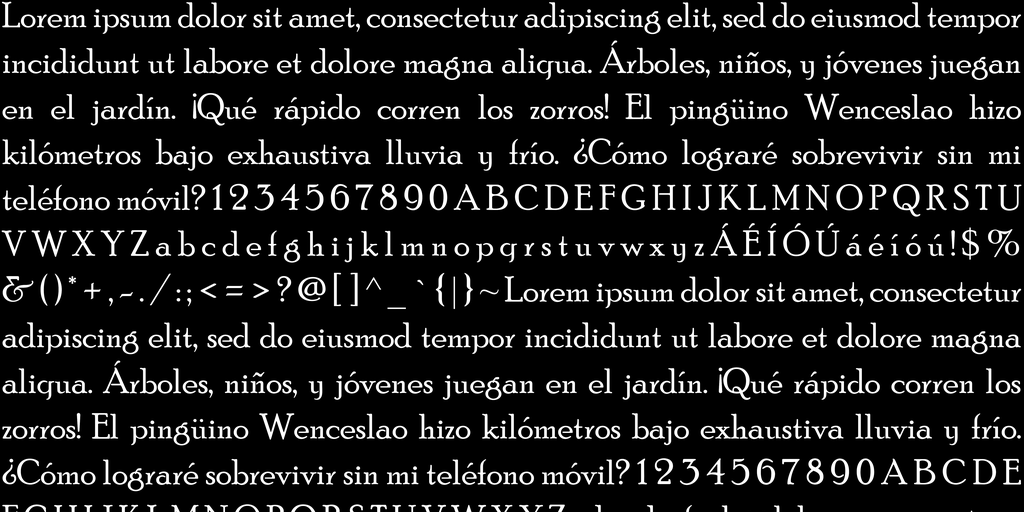 Lorem ipsum dolor sit amet, consectetur adipiscing elit, sed do eiusmod tempor
incididunt ut labore et dolore magna aliqua. Árboles, niños, y jóvenes juegan
en el jardín. ¡Qué rápido corren los zorros! El pingüino Wenceslao hizo
kilómetros bajo exhaustiva lluvia y frío. ¿Cómo lograré sobrevivir sin mi
teléfono móvil? 1 2 3 4 5 6 7 8 9 0 A B C D E F G H I J K L M N O P Q R S T U
V W X Y Z a b c d e f g h i j k l m n o p q r s t u v w x y z Á É Í Ó Ú á é í ó ú ! $ %
& ( ) * + , - . / : ; < = > ? @ [ ] ^ _ ` { | } ~ Lorem ipsum dolor sit amet, consectetur
adipiscing elit, sed do eiusmod tempor incididunt ut labore et dolore magna
aliqua. Árboles, niños, y jóvenes juegan en el jardín. ¡Qué rápido corren los
zorros! El pingüino Wenceslao hizo kilómetros bajo exhaustiva lluvia y frío.
¿Cómo lograré sobrevivir sin mi teléfono móvil? 1 2 3 4 5 6 7 8 9 0 A B C D E